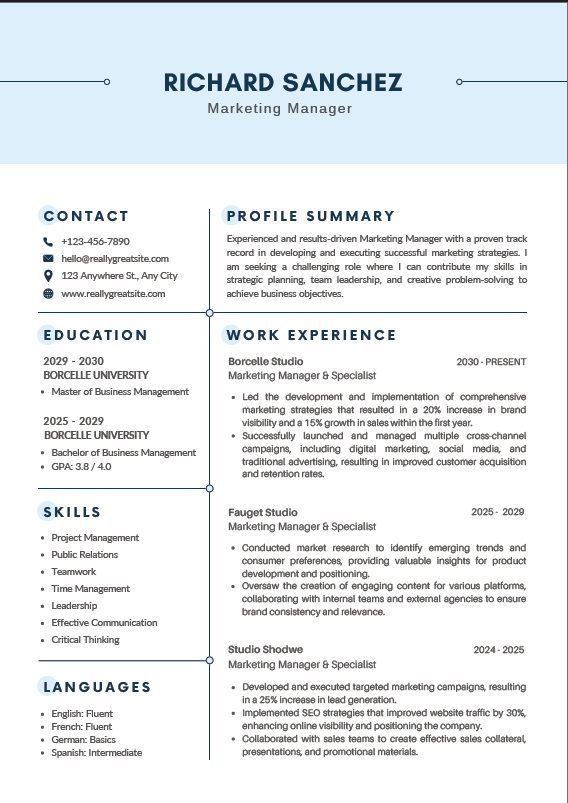 RICHARD SANCHEZ
Marketing Manager
CONTACT
+123-456-7890
hello@reallygreatsite.com
123 Anywhere St., Any City
www.reallygreatsite.com
EDUCATION
2029 - 2030
BORCELLE UNIVERSITY
• Master of Business Management
2025 - 2029
BORCELLE UNIVERSITY
• Bachelor of Business Management
• GPA: 3.8 / 4.0
SKILLS
• Project Management
• Public Relations
• Teamwork
• Time Management
• Leadership
• Effective Communication
• Critical Thinking
LANGUAGES
• English: Fluent
• French: Fluent
• German: Basics
• Spanish: Intermediate
PROFILE SUMMARY
Experienced and results-driven Marketing Manager with a proven track
record in developing and executing successful marketing strategies. I
am seeking a challenging role where I can contribute my skills in
strategic planning, team leadership, and creative problem-solving to
achieve business objectives.
WORK EXPERIENCE
Borcelle Studio 2030 - PRESENT
Marketing Manager & Specialist
• Led the development and implementation of comprehensive
marketing strategies that resulted in a 20% increase in brand
visibility and a 15% growth in sales within the first year.
• Successfully launched and managed multiple cross-channel
campaigns, including digital marketing, social media, and
traditional advertising, resulting in improved customer acquisition
and retention rates.
Fauget Studio 2025 - 2029
Marketing Manager & Specialist
• Conducted market research to identify emerging trends and
consumer preferences, providing valuable insights for product
development and positioning.
• Oversaw the creation of engaging content for various platforms,
collaborating with internal teams and external agencies to ensure
brand consistency and relevance.
Studio Shodwe 2024 - 2025
Marketing Manager & Specialist
• Developed and executed targeted marketing campaigns, resulting
in a 25% increase in lead generation.
• Implemented SEO strategies that improved website traffic by 30%,
enhancing online visibility and positioning the company.
• Collaborated with sales teams to create effective sales collateral,
presentations, and promotional materials.